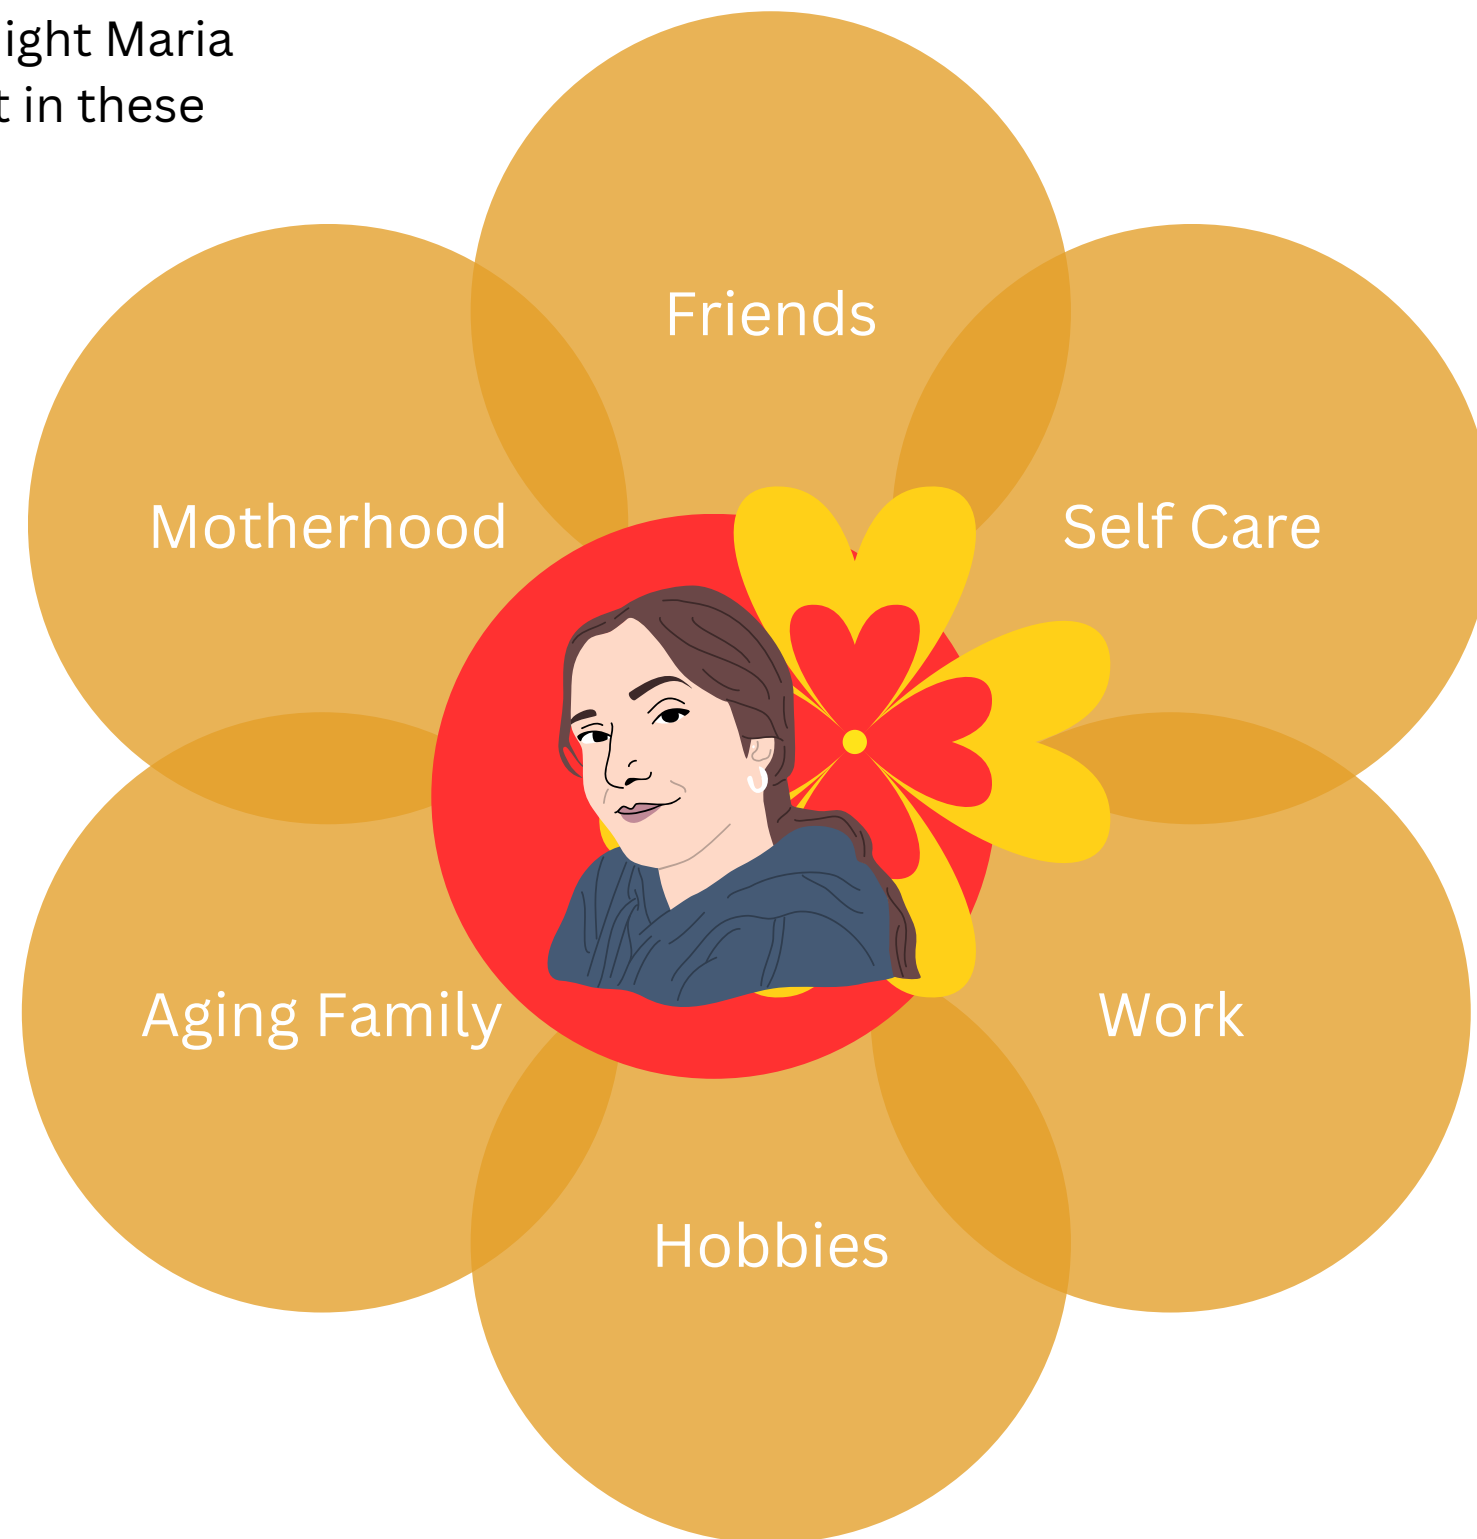 ight Maria
t in these
Friends
Motherhood
Self Care
Aging Family
Work
Hobbies